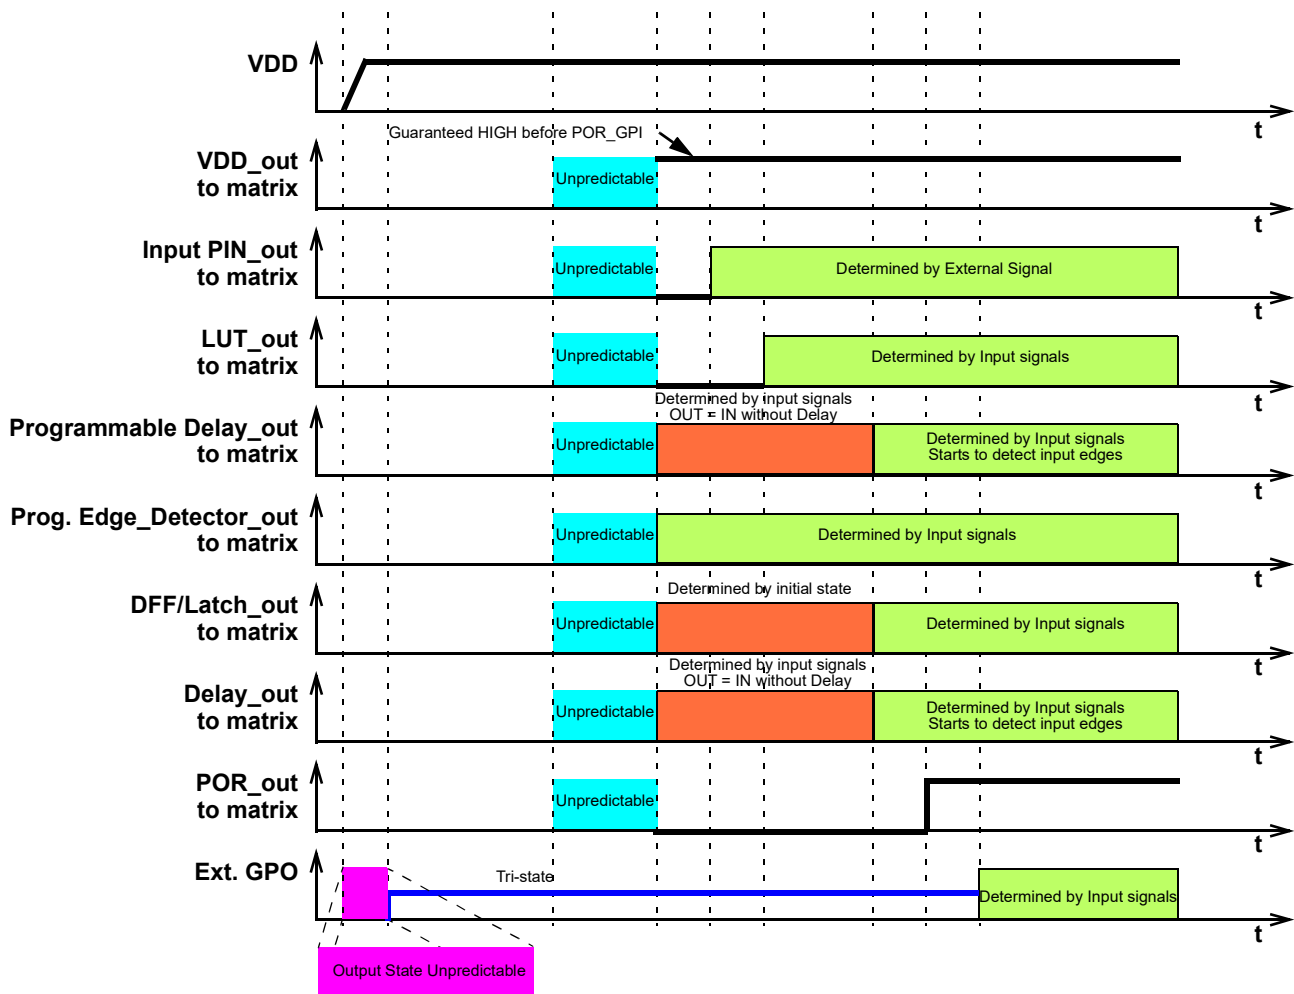 VDD
t
Guaranteed HIGH before POR_GPI
VDD_out
to matrix
Unpredictable
t
Input PIN_out
to matrix
Unpredictable
Determined by External Signal
t
LUT_out
to matrix
Unpredictable
Determined by Input signals
t
Determined by input signals
OUT = IN without Delay
Programmable Delay_out
to matrix
Unpredictable
Determined by Input signals
Starts to detect input edges
t
Prog. Edge_Detector_out
to matrix
Unpredictable
Determined by Input signals
t
Determined by initial state
DFF/Latch_out
to matrix
Unpredictable
Determined by Input signals
t
Determined by input signals
OUT = IN without Delay
Delay_out
to matrix
Unpredictable
Determined by Input signals
Starts to detect input edges
t
POR_out
to matrix
Unpredictable
t
Ext. GPO
Tri-state
Determined by Input signals
t
Output State Unpredictable